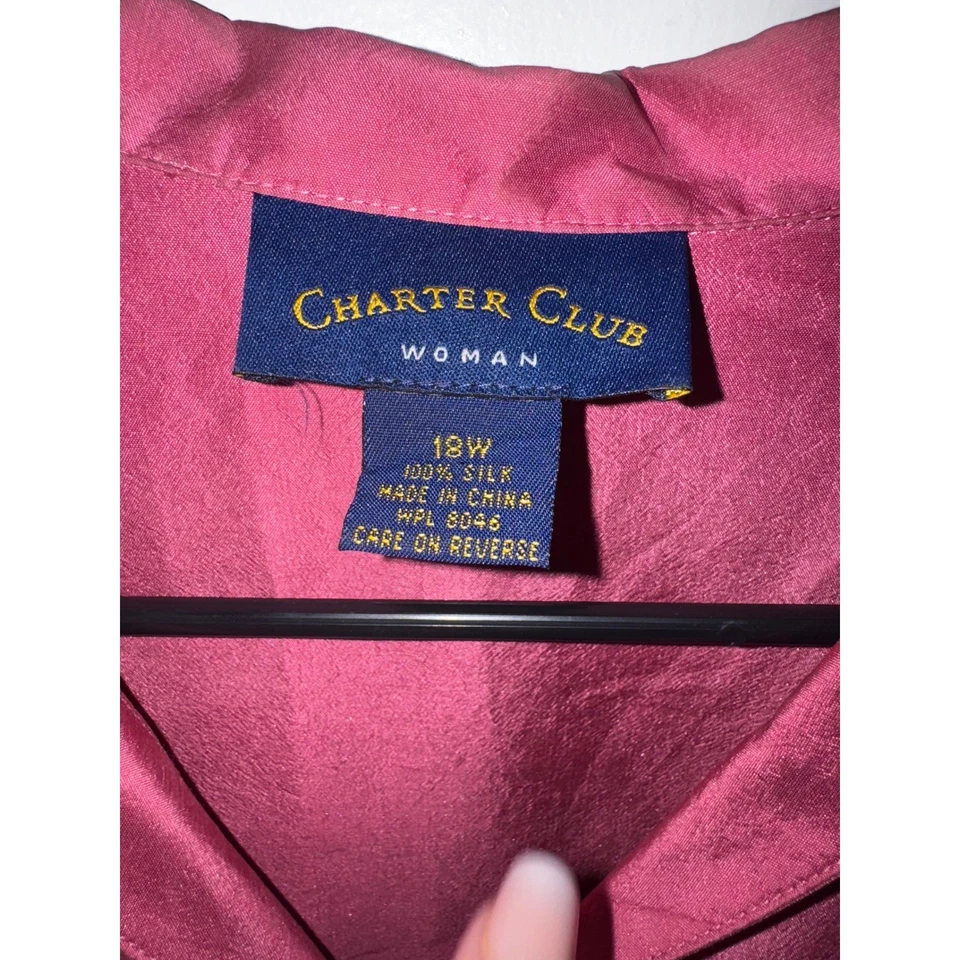 CHARTER CLUB
WOMAN
18W
100% SILK
MADE IN CHINA
WPL 8046
CARE ON REVERSE